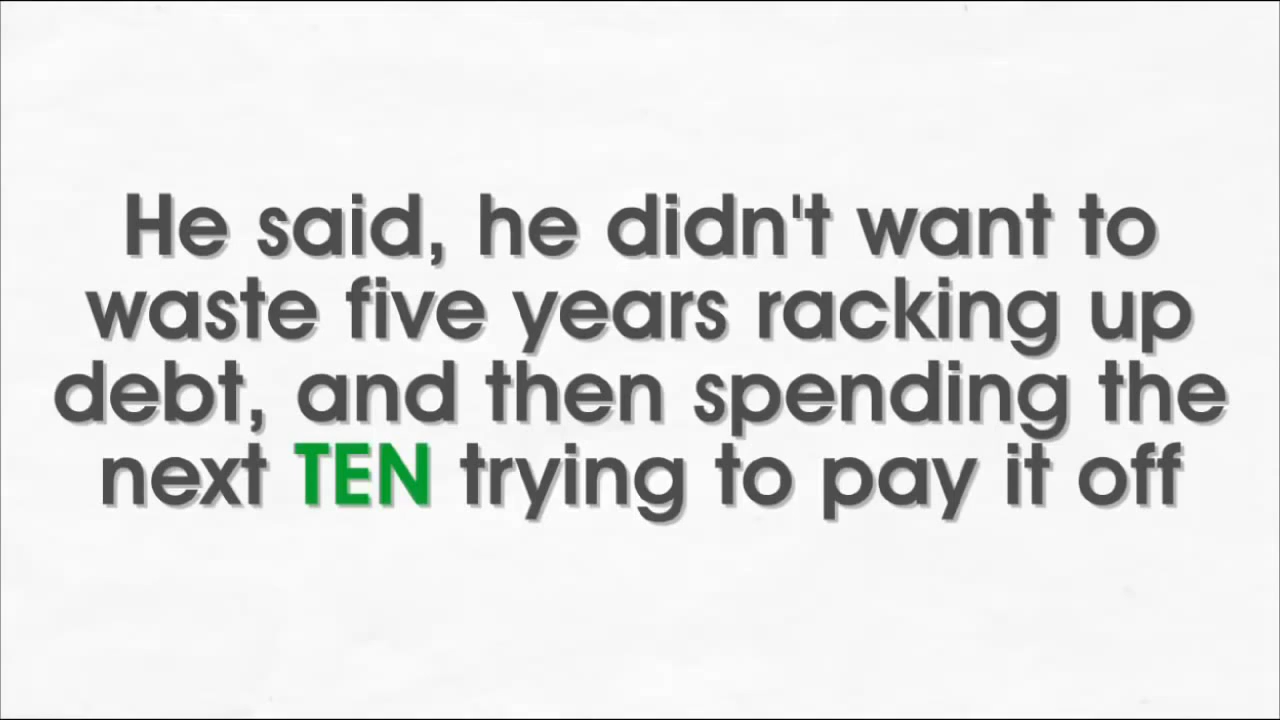 He said, he didn't want to
waste five years racking up
debt, and then spending the
next TEN trying to pay it off